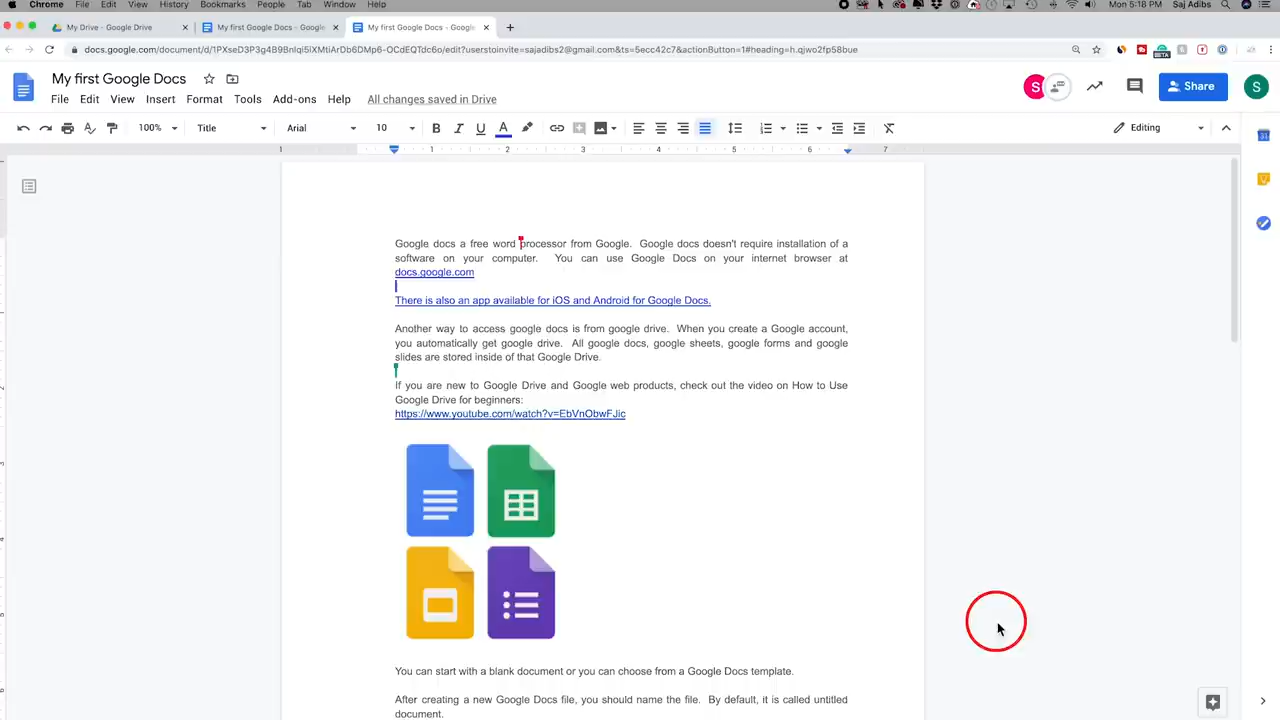 Chrome File Edit View History Bookmarks People Tab Window Help Mon 5:18 PM Saj Adibs
My Drive - Google Drive My first Google Docs - Google My first Google Docs - Google
docs.google.com/document/d/1PXseD3P3g4B9BnIqi5iXMtiArDb6DMp6-OCdEQTdc6o/edit?userstoinvite=sajadibs2@gmail.com&ts=5ecc42c7&actionButton=1#heading=h.qjwo2fp58bue
BETA
My first Google Docs
File Edit View Insert Format Tools Add-ons Help All changes saved in Drive
S Share S
100% Title Arial 10 B I U A Editing
1 1 2 3 4 5 6 7
Google docs a free word processor from Google. Google docs doesn't require installation of a
software on your computer. You can use Google Docs on your internet browser at
docs.google.com
There is also an app available for iOS and Android for Google Docs.
Another way to access google docs is from google drive. When you create a Google account,
you automatically get google drive. All google docs, google sheets, google forms and google
slides are stored inside of that Google Drive.
If you are new to Google Drive and Google web products, check out the video on How to Use
Google Drive for beginners:
https://www.youtube.com/watch?v=EbVnObwFJic
You can start with a blank document or you can choose from a Google Docs template.
After creating a new Google Docs file, you should name the file. By default, it is called untitled
document.